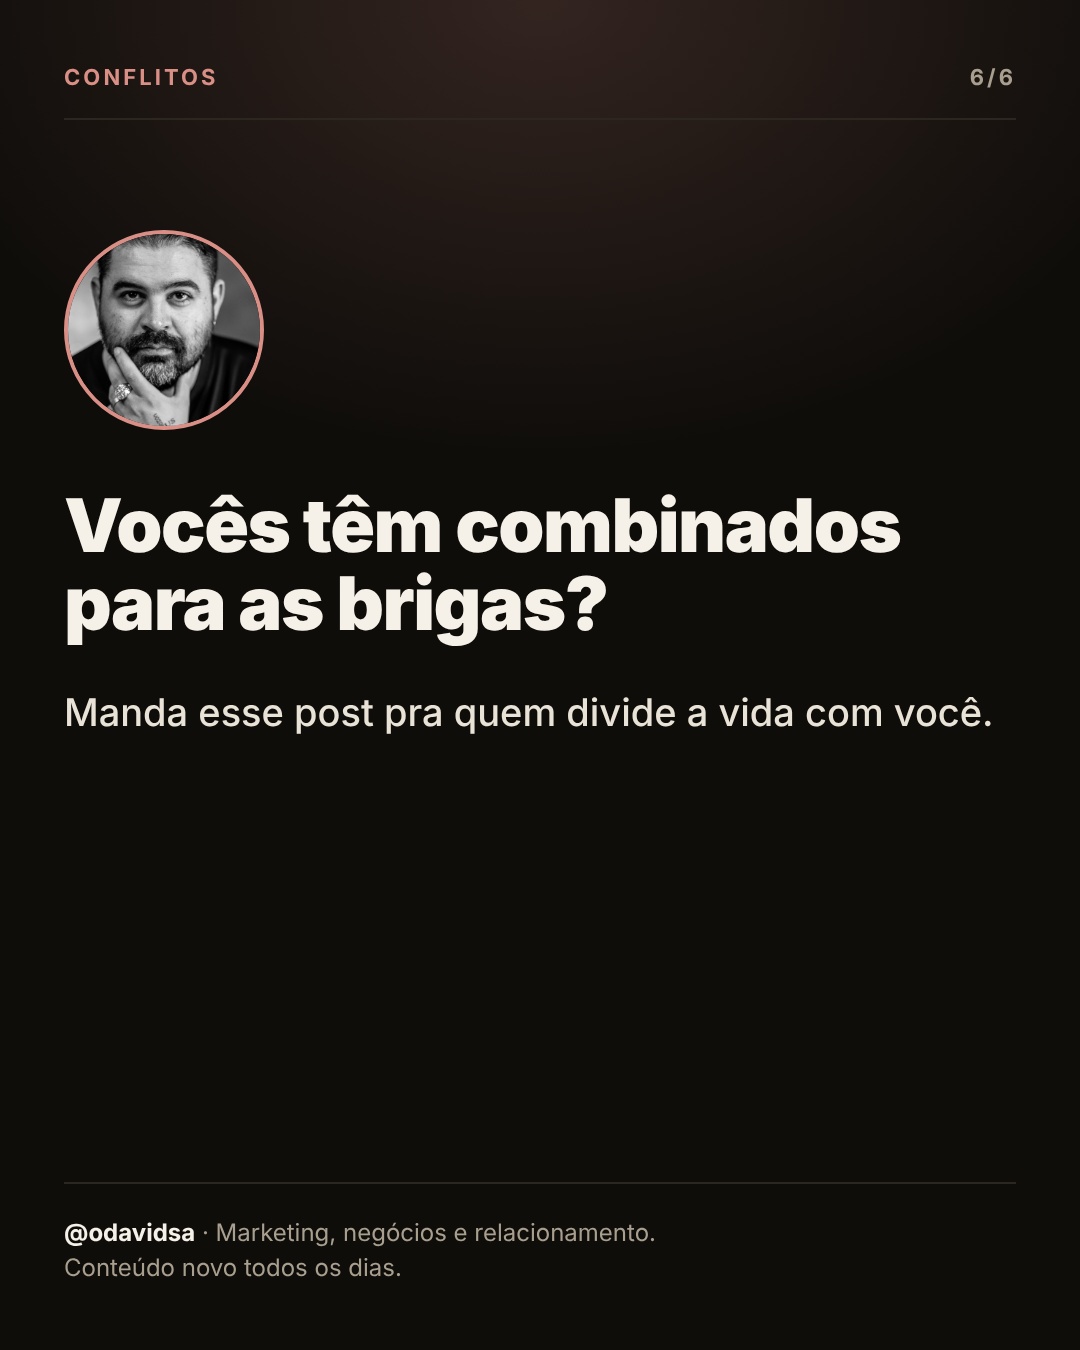 CONFLITOS
6/6
Vocês têm combinados
para as brigas?
Manda esse post pra quem divide a vida com você.
@odavidsa · Marketing, negócios e relacionamento.
Conteúdo novo todos os dias.